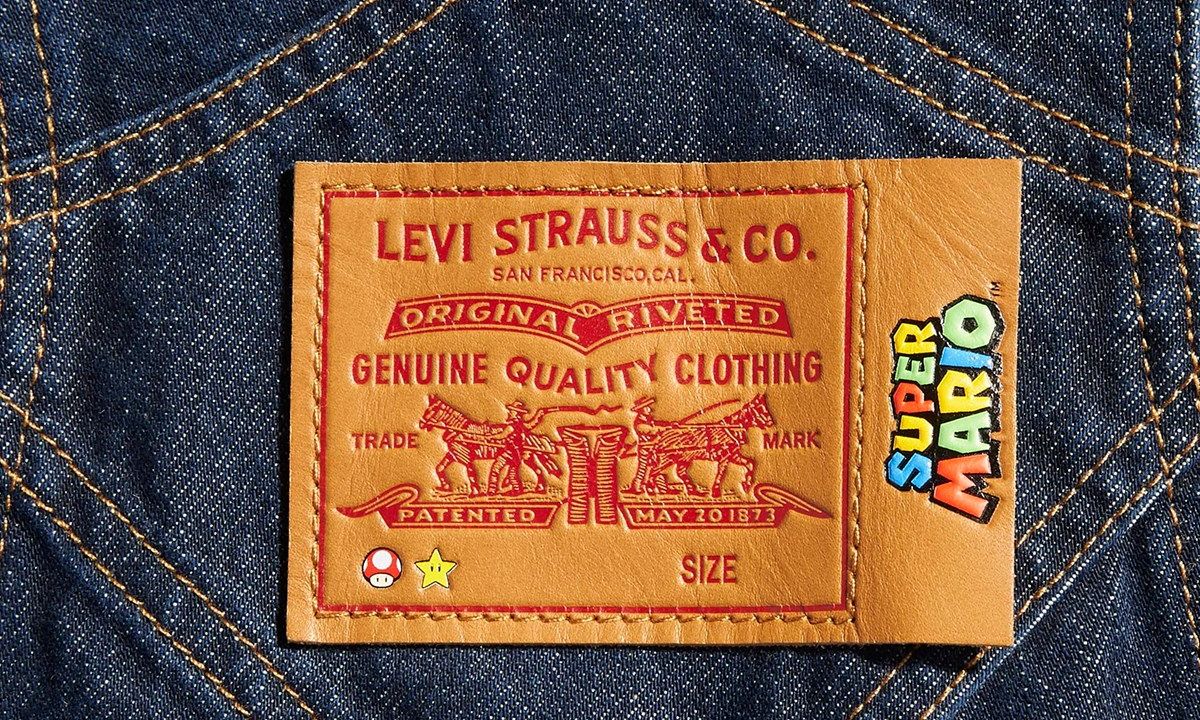 LEVI STRAUSS & CO.
SAN FRANCISCO, CAL.
ORIGINAL RIVETED
GENUINE QUALITY CLOTHING
TRADE MARK
PATENTED MAY 20 1873
SIZE
SUPER
MARIO™